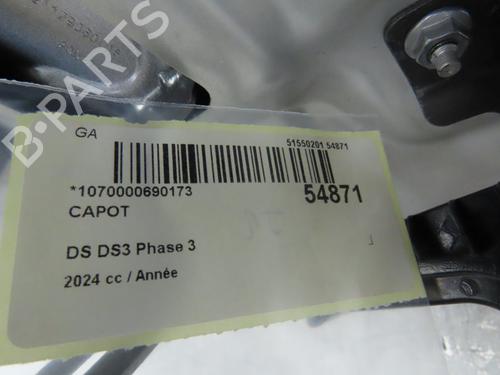 B-PARTS
GA
51550201 54871
*1070000690173
54871
CAPOT
DS DS3 Phase 3
2024 cc / Année